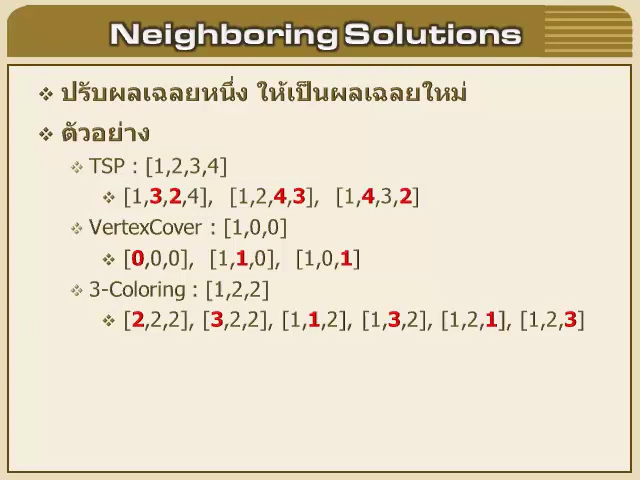 Neighboring Solutions
ปรับผลเฉลยหนึ่ง ให้เป็นผลเฉลยใหม่
ตัวอย่าง
TSP : [1,2,3,4]
[1,3,2,4], [1,2,4,3], [1,4,3,2]
VertexCover : [1,0,0]
[0,0,0], [1,1,0], [1,0,1]
3-Coloring : [1,2,2]
[2,2,2], [3,2,2], [1,1,2], [1,3,2], [1,2,1], [1,2,3]